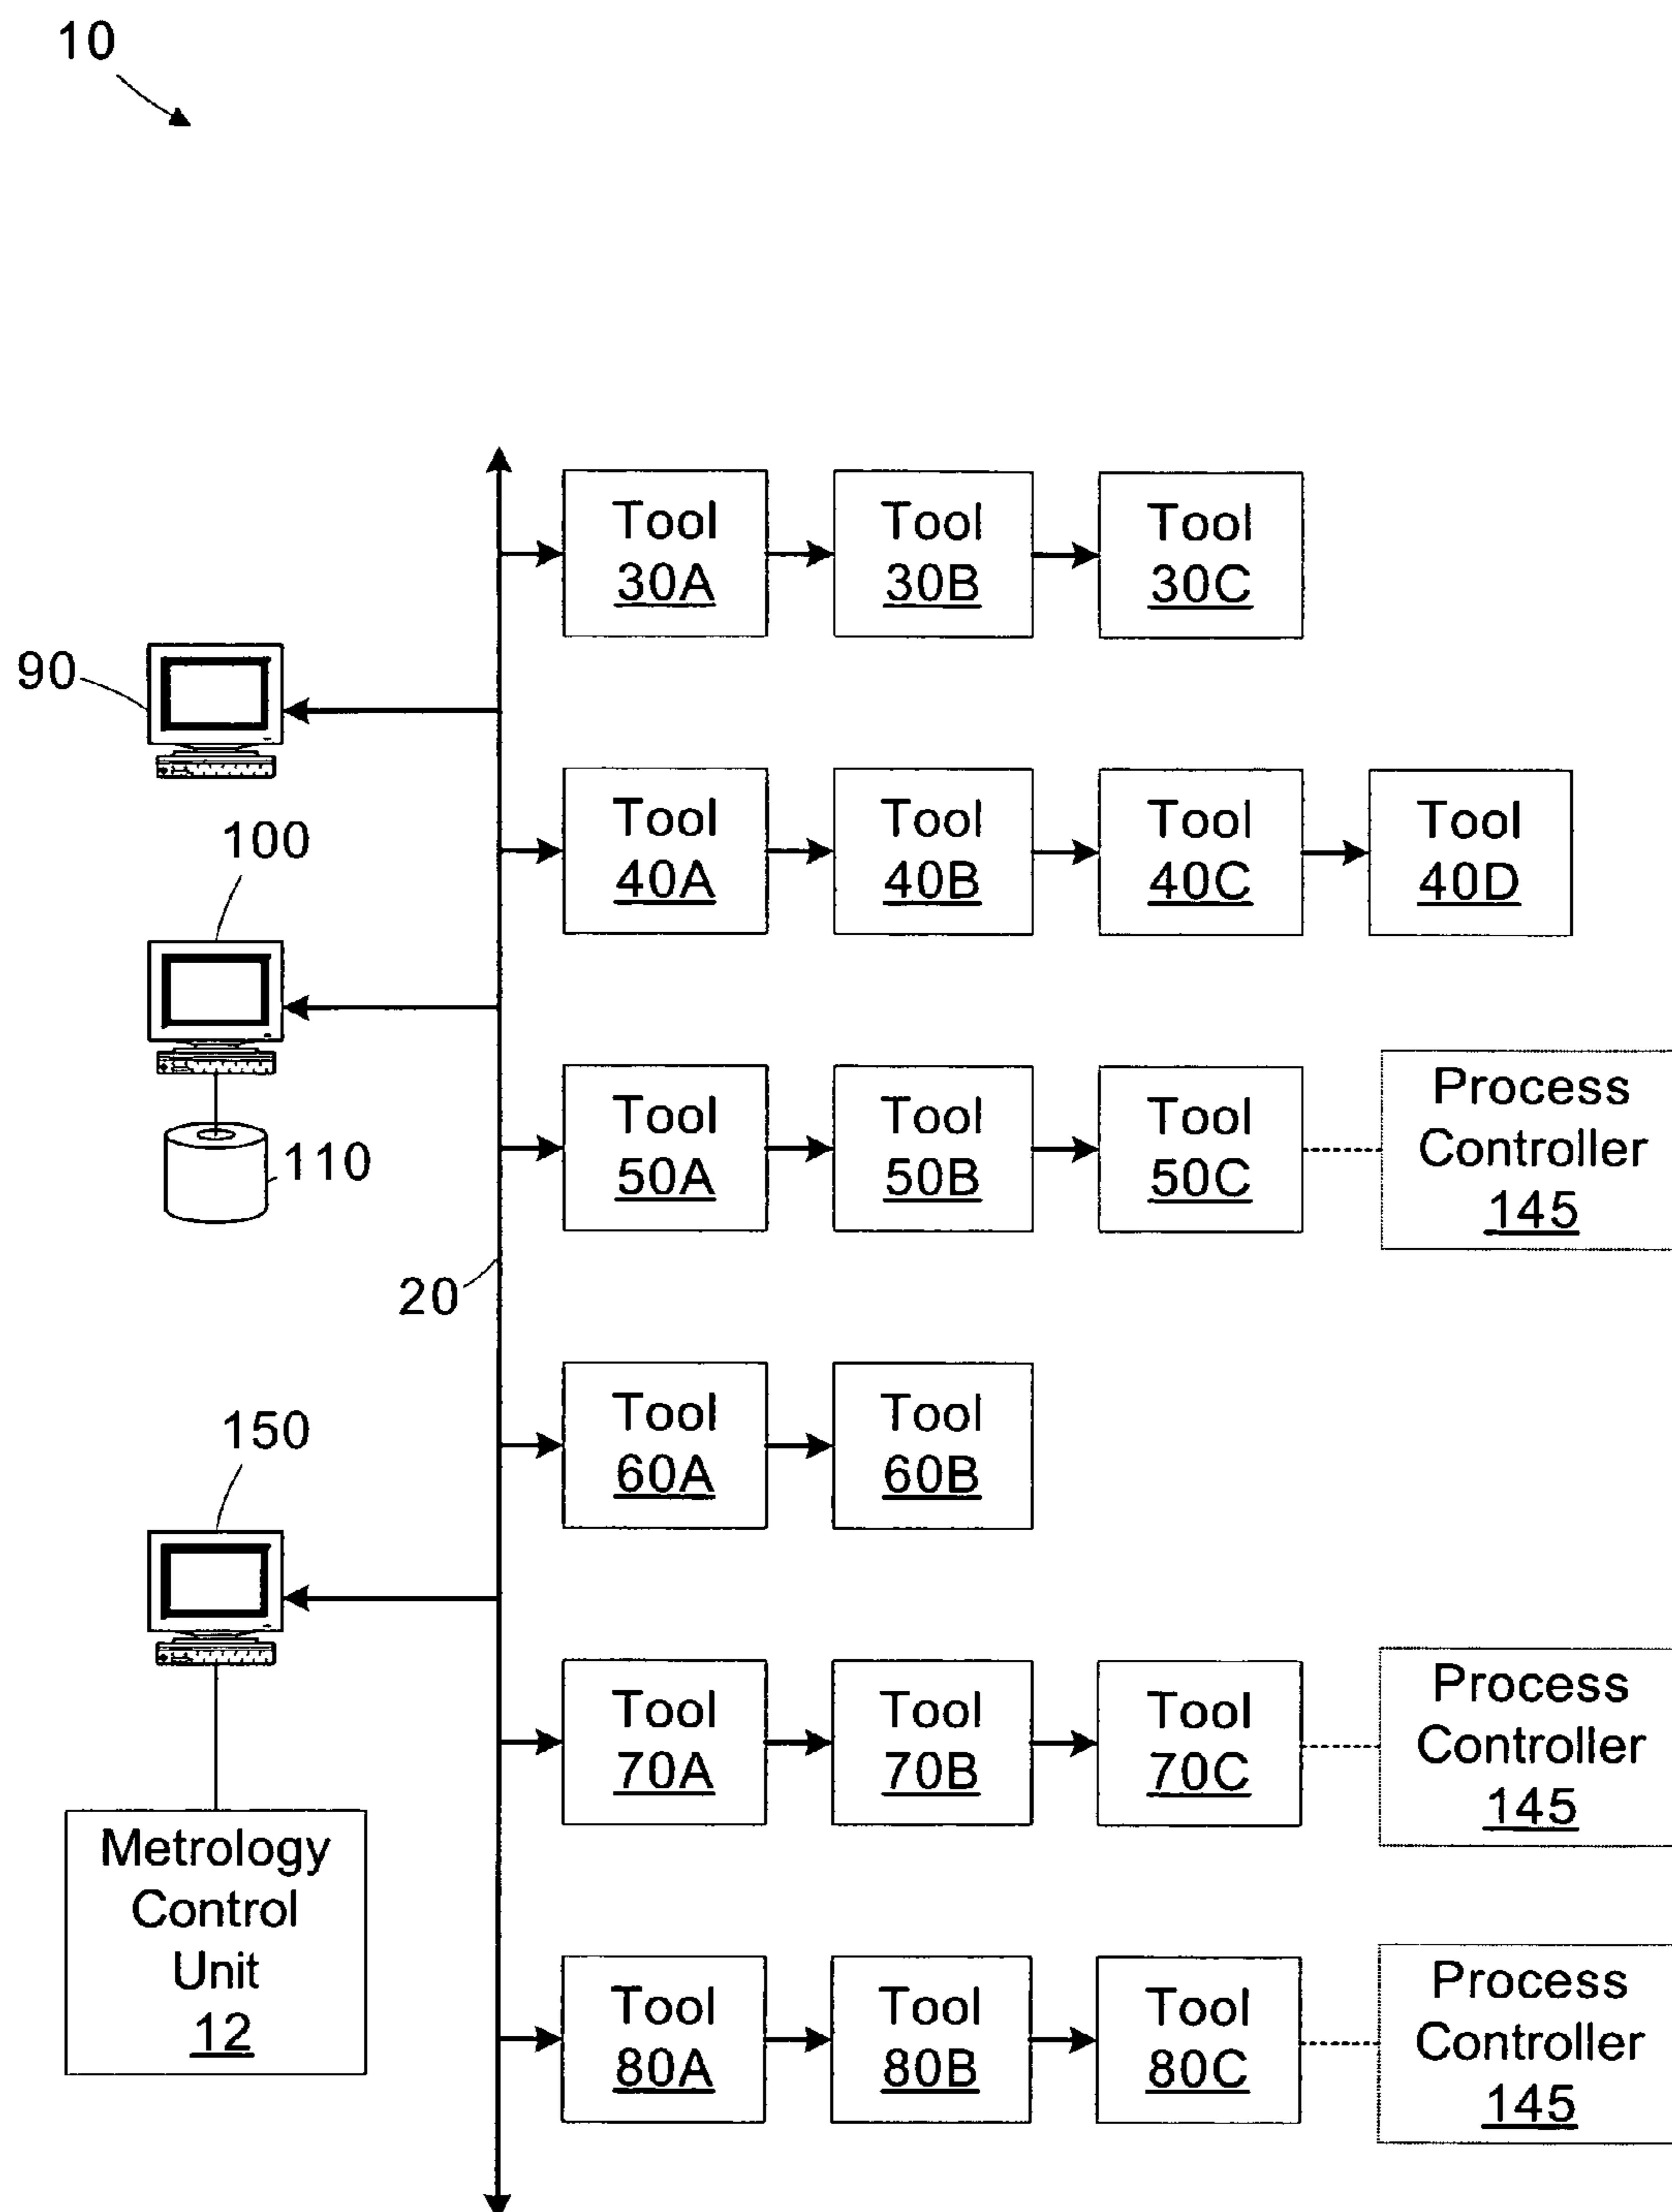 10
Tool
30A
Tool
30B
Tool
30C
90
Tool
40A
Tool
40B
Tool
40C
Tool
40D
100
Tool
50A
Tool
50B
Tool
50C
Process
Controller
145
110
20
Tool
60A
Tool
60B
150
Tool
70A
Tool
70B
Tool
70C
Process
Controller
145
Metrology
Control
Unit
12
Tool
80A
Tool
80B
Tool
80C
Process
Controller
145